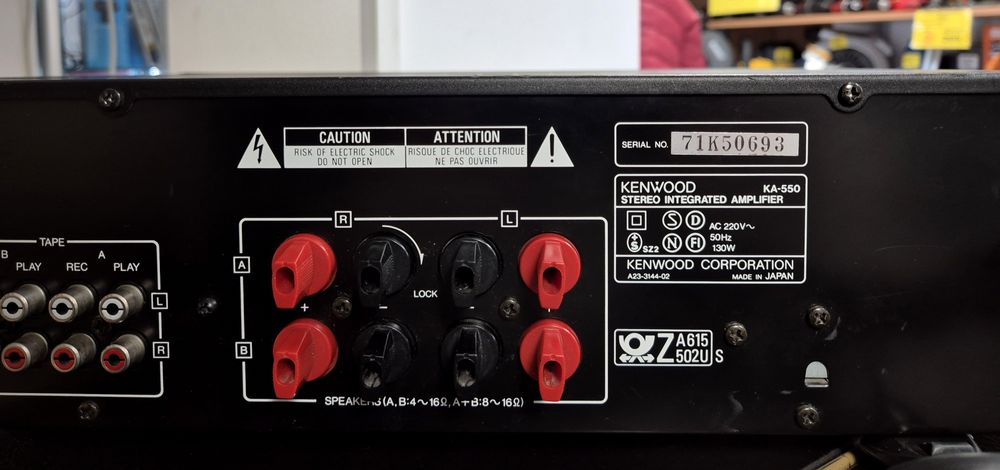 CAUTION
RISK OF ELECTRIC SHOCK
DO NOT OPEN
ATTENTION
RISQUE DE CHOC ELECTRIQUE
NE PAS OUVRIR
SERIAL NO. 71K50693
KENWOOD KA-550
STEREO INTEGRATED AMPLIFIER
S D AC 220V~
50Hz
SZ2 N FI 130W
KENWOOD CORPORATION
A23-3144-02 MADE IN JAPAN
Z A615
502U S
R L
A
+ − LOCK - +
B
SPEAKERS (A, B:4~16Ω, A+B:8~16Ω)
TAPE
B A
PLAY REC PLAY
L
R